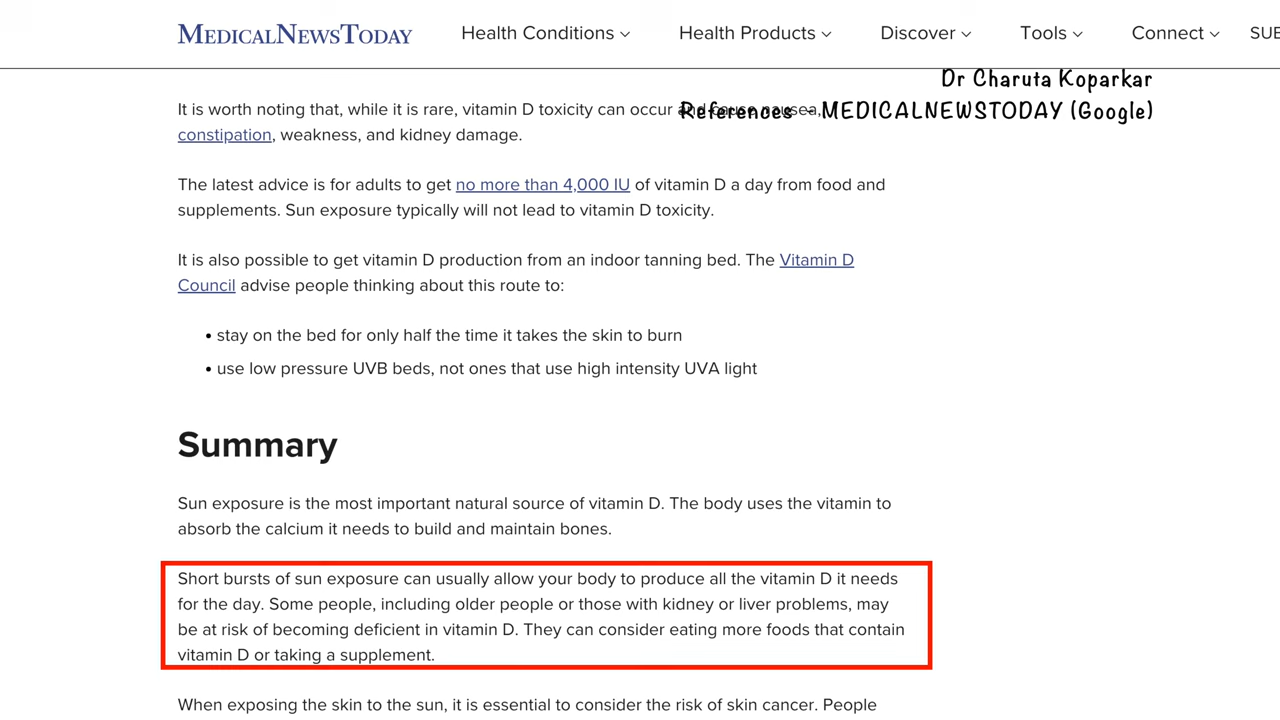 MEDICALNEWSTODAY
Health Conditions
Health Products
Discover
Tools
Connect
SUB
Dr Charuta Koparkar
References - MEDICALNEWSTODAY (Google)
It is worth noting that, while it is rare, vitamin D toxicity can occur and cause nausea,
constipation, weakness, and kidney damage.
The latest advice is for adults to get no more than 4,000 IU of vitamin D a day from food and
supplements. Sun exposure typically will not lead to vitamin D toxicity.
It is also possible to get vitamin D production from an indoor tanning bed. The Vitamin D
Council advise people thinking about this route to:
• stay on the bed for only half the time it takes the skin to burn
• use low pressure UVB beds, not ones that use high intensity UVA light
Summary
Sun exposure is the most important natural source of vitamin D. The body uses the vitamin to
absorb the calcium it needs to build and maintain bones.
Short bursts of sun exposure can usually allow your body to produce all the vitamin D it needs
for the day. Some people, including older people or those with kidney or liver problems, may
be at risk of becoming deficient in vitamin D. They can consider eating more foods that contain
vitamin D or taking a supplement.
When exposing the skin to the sun, it is essential to consider the risk of skin cancer. People